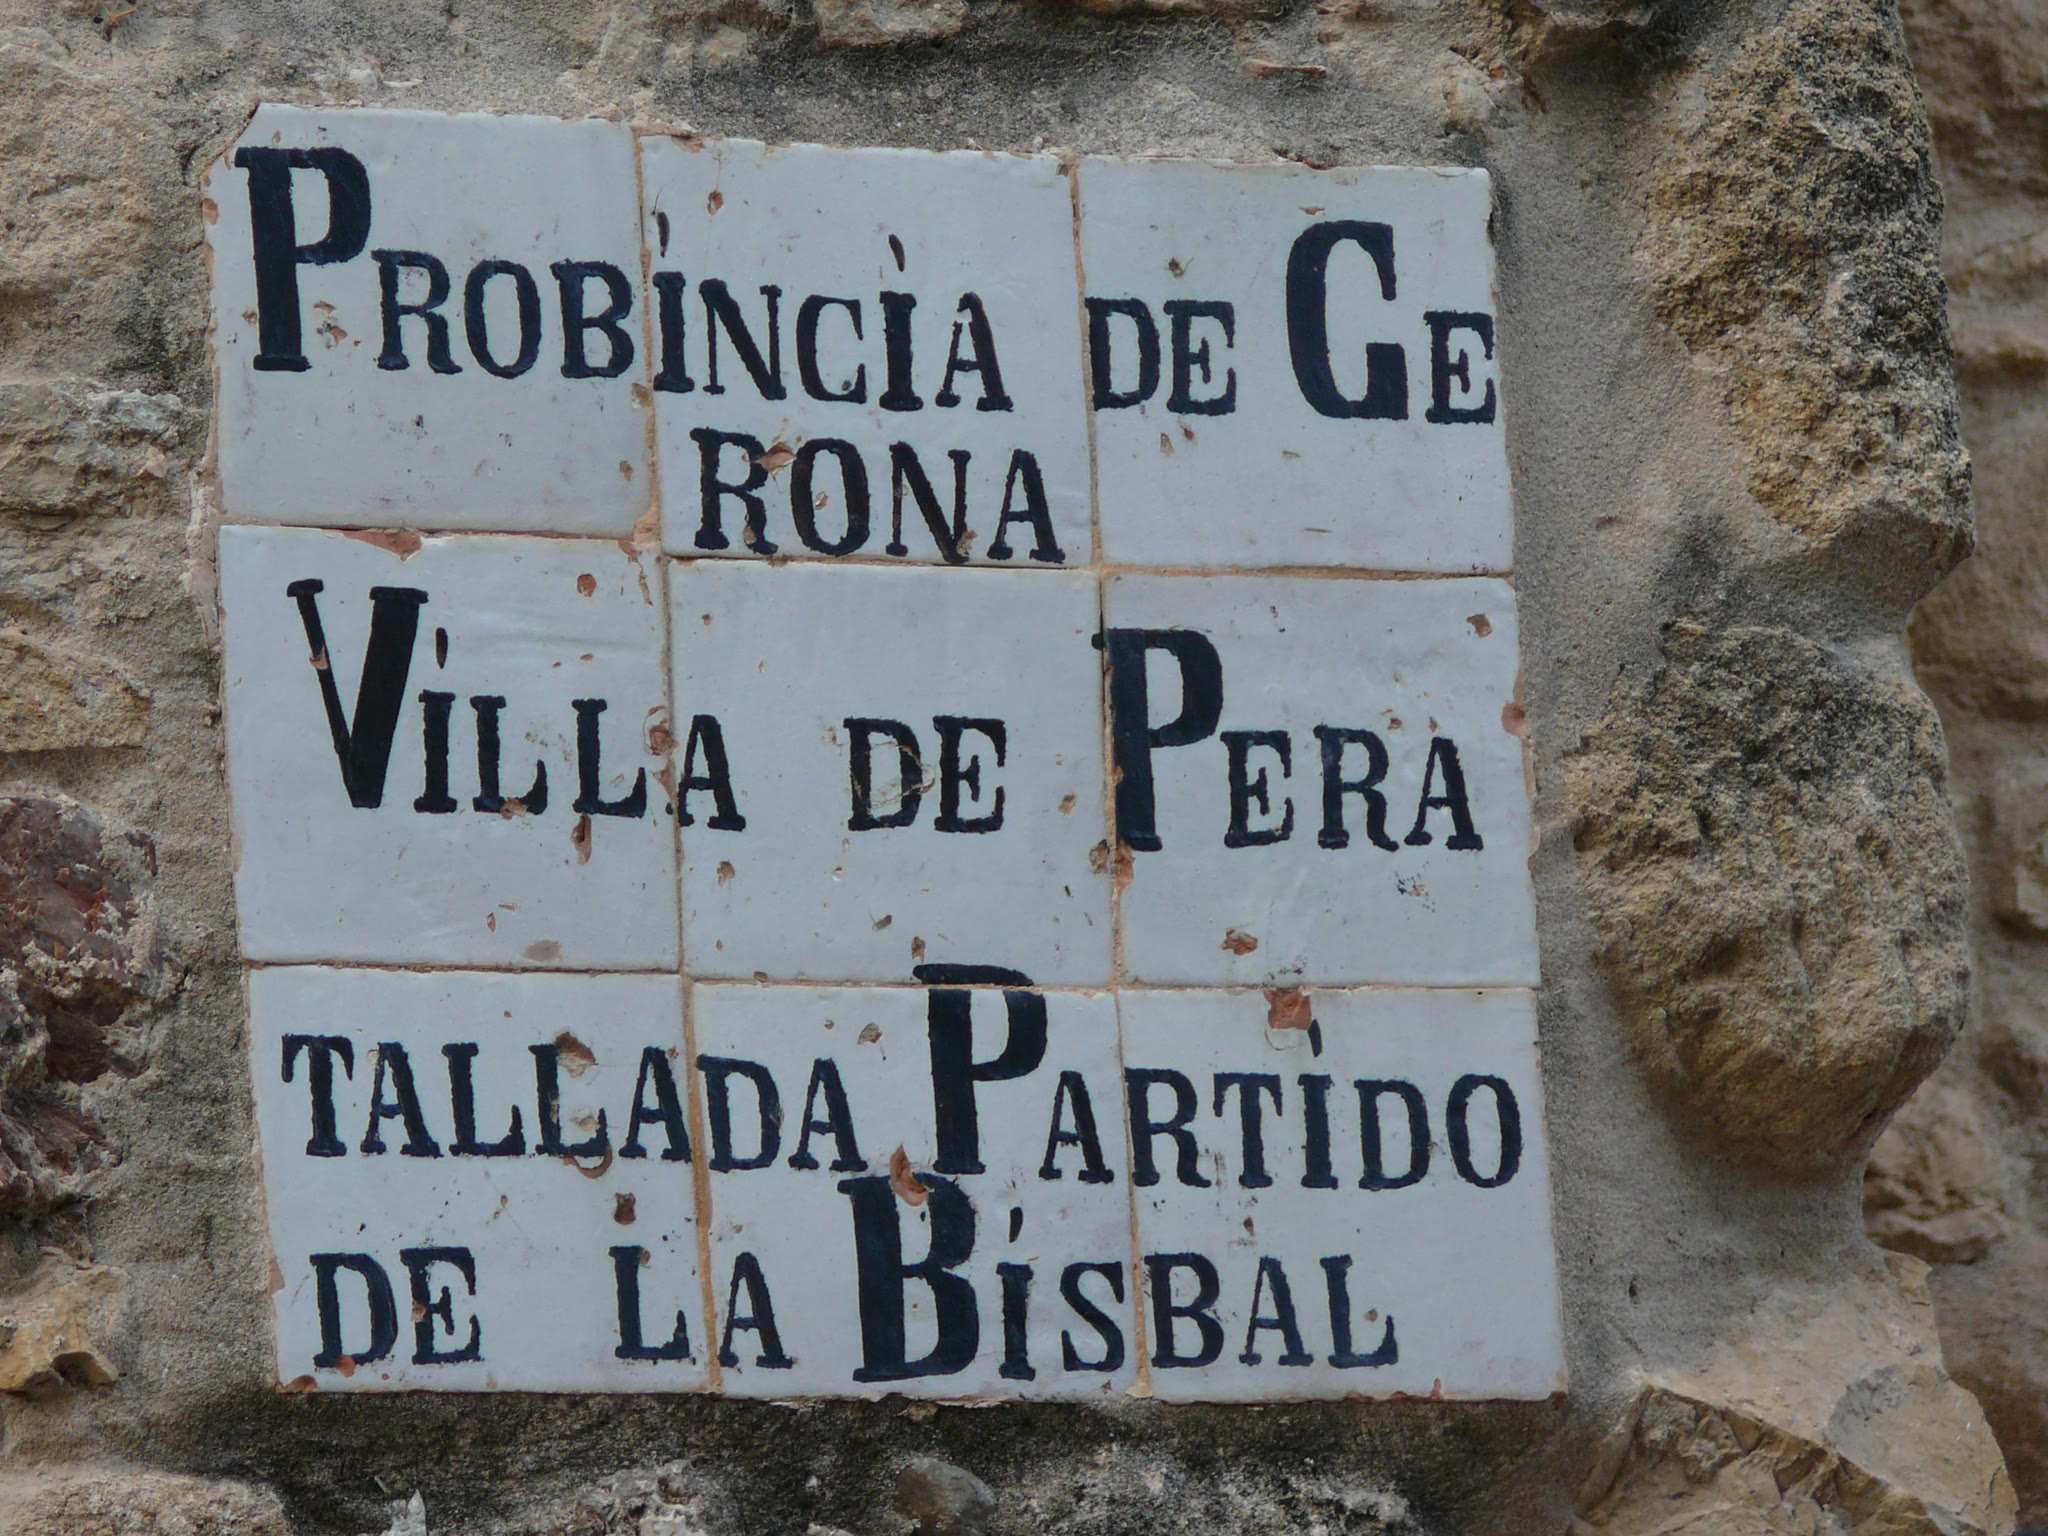 PROBINCIA DE GE
RONA
VILLA DE PERA
TALLADA PARTIDO
DE LA BISBAL